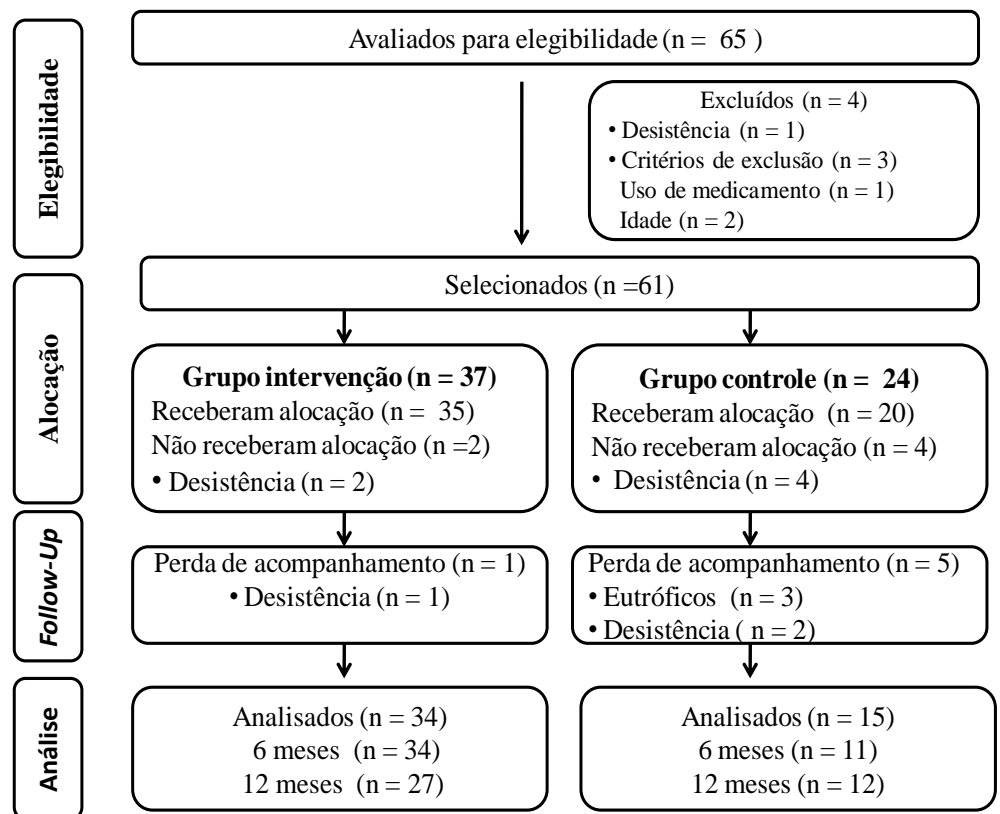 Elegibilidade
Avaliados para elegibilidade (n = 65 )
Excluídos (n = 4)
• Desistência (n = 1)
• Critérios de exclusão (n = 3)
Uso de medicamento (n = 1)
Idade (n = 2)
Selecionados (n =61)
Alocação
Grupo intervenção (n = 37)
Receberam alocação (n = 35)
Não receberam alocação (n =2)
• Desistência (n = 2)
Grupo controle (n = 24)
Receberam alocação (n = 20)
Não receberam alocação (n = 4)
• Desistência (n = 4)
Follow-Up
Perda de acompanhamento (n = 1)
• Desistência (n = 1)
Perda de acompanhamento (n = 5)
• Eutróficos (n = 3)
• Desistência ( n = 2)
Análise
Analisados (n = 34)
6 meses (n = 34)
12 meses (n = 27)
Analisados (n = 15)
6 meses (n = 11)
12 meses (n = 12)